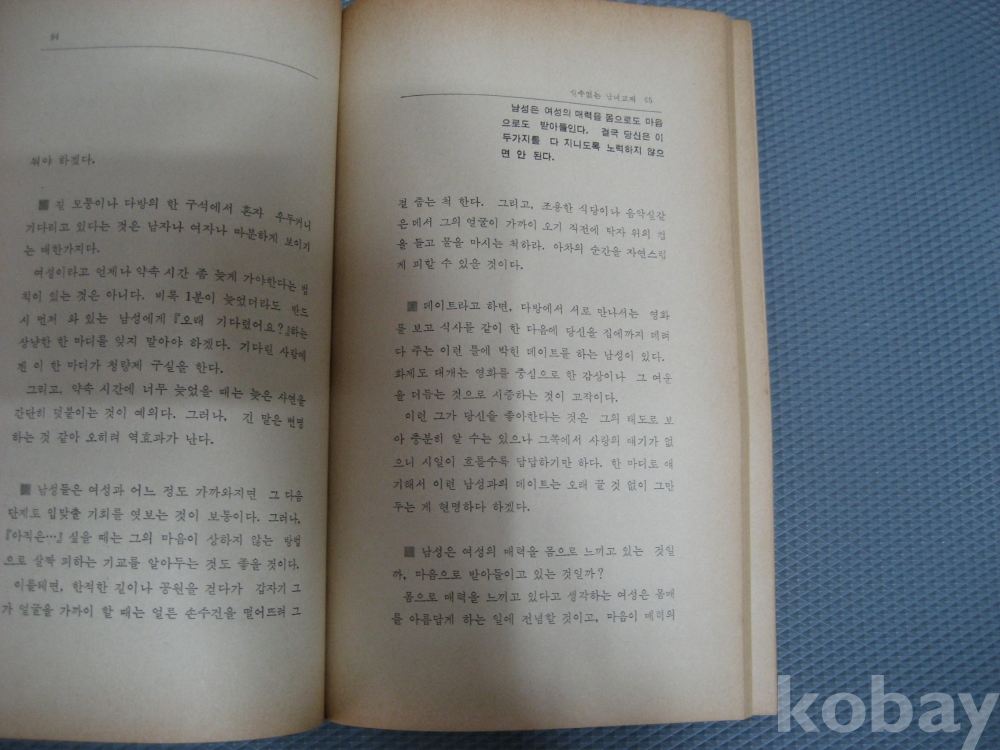 94
워야 하겠다.
■ 길 모퉁이나 다방의 한 구석에서 혼자 우두커니
기다리고 있다는 것은 남자나 여자나 따분하게 보이기
는 매한가지다.
여성이라고 언제나 약속 시간 좀 늦게 가야한다는 법
칙이 있는 것은 아니다. 비록 1분이 늦었더라도 반드
시 먼저 와 있는 남성에게 『오래 기다렸어요?』하는
상냥한 한 마디를 잊지 말아야 하겠다. 기다린 사람에
겐 이 한 마디가 청량제 구실을 한다.
그리고, 약속 시간에 너무 늦었을 때는 늦은 사연을
간단히 덧붙이는 것이 예의다. 그러나, 긴 말은 변명
하는 것 같아 오히려 역효과가 난다.
■ 남성들은 여성과 어느 정도 가까와지면 그 다음
단계로 입맞출 기회를 엿보는 것이 보통이다. 그러나,
『아직은…』 싶을 때는 그의 마음이 상하지 않는 방법
으로 살짝 피하는 기교를 알아두는 것도 좋을 것이다.
이를테면, 한적한 길이나 공원을 걷다가 갑자기 그
가 얼굴을 가까이 할 때는 얼른 손수건을 떨어뜨려 그
실수없는 남녀교제 95
남성은 여성의 매력을 몸으로도 마음
으로도 받아들인다. 결국 당신은 이
두가지를 다 지니도록 노력하지 않으
면 안 된다.
걸 줍는 척 한다. 그리고, 조용한 식당이나 음악실같
은 데서 그의 얼굴이 가까이 오기 직전에 탁자 위의 컵
을 들고 물을 마시는 척하라. 아차의 순간을 자연스럽
게 피할 수 있을 것이다.
■ 데이트라고 하면, 다방에서 서로 만나서는 영화
를 보고 식사를 같이 한 다음에 당신을 집에까지 데려
다 주는 이런 틀에 박힌 데이트를 하는 남성이 있다.
화제도 대개는 영화를 중심으로 한 감상이나 그 여운
을 더듬는 것으로 시종하는 것이 고작이다.
이런 그가 당신을 좋아한다는 것은 그의 태도로 보
아 충분히 알 수는 있으나 그쪽에서 사랑의 얘기가 없
으니 시일이 흐를수록 답답하기만 하다. 한 마디로 얘
기해서 이런 남성과의 데이트는 오래 끌 것 없이 그만
두는 게 현명하다 하겠다.
■ 남성은 여성의 매력을 몸으로 느끼고 있는 것일
까, 마음으로 받아들이고 있는 것일까?
몸으로 매력을 느끼고 있다고 생각하는 여성은 몸매
를 아름답게 하는 일에 전념할 것이고, 마음이 매력의
kobay